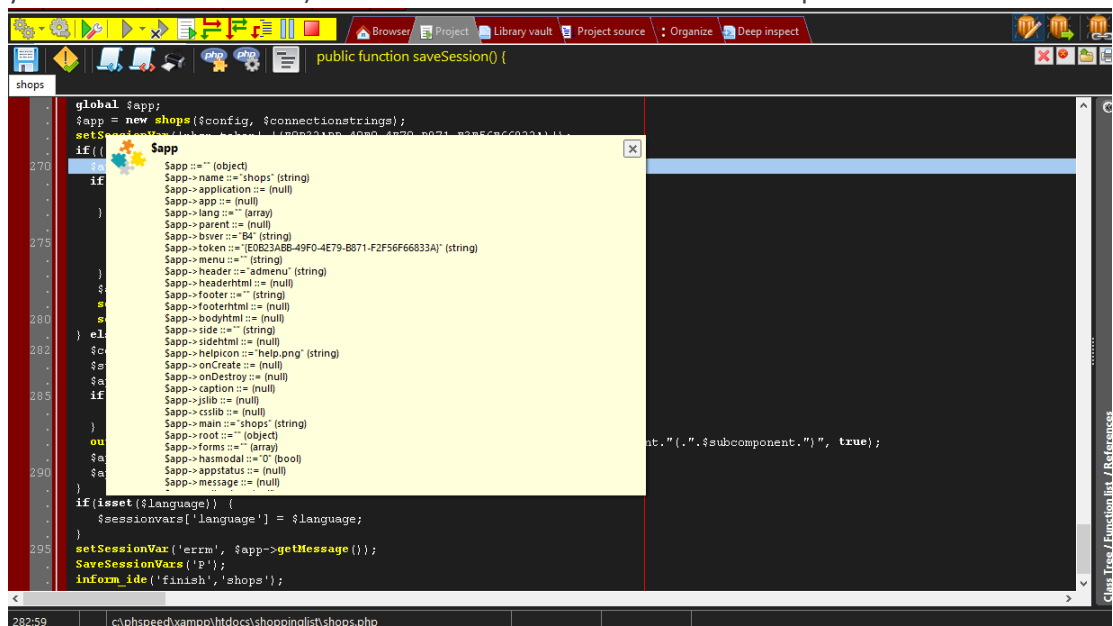 Browser Project Library vault Project source : Organize Deep inspect
php php public function saveSession() {
shops
global $app;
$app = new shops($config, $connectionstrings);
if((
$app
$app ::="" (object)
270
$app->name ::="shops" (string)
if
$app->application ::= (null)
$app->app ::= (null)
}
$app->lang ::="" (array)
$app->parent ::= (null)
$app->bsver ::="B4" (string)
275
$app->token ::="{E0B23ABB-49F0-4E79-B871-F2F56F66833A}" (string)
$app->menu ::="" (string)
}
$app->header ::="admenu" (string)
$app->headerhtml ::= (null)
$app->footer ::="" (string)
$app->footerhtml ::= (null)
280
$app->bodyhtml ::= (null)
$app->side ::="" (string)
} els
$app->sidehtml ::= (null)
282
$app->helpicon ::="help.png" (string)
$app->onCreate ::= (null)
$app->onDestroy ::= (null)
$app->caption ::= (null)
285
if
$app->jslib ::= (null)
$app->csslib ::= (null)
}
$app->main ::="shops" (string)
$app->root ::="" (object)
nt."(.".$subcomponent.")", true);
$app->forms ::="" (array)
$app->hasmodal ::="0" (bool)
290
$app->appstatus ::= (null)
$app->message ::= (null)
}
if(isset($language)) {
$sessionvars['language'] = $language;
}
295 setSessionVar('errm', $app->getMessage());
SaveSessionVars('P');
inform_ide('finish','shops');
Class Tree / Function list / References
282:59 c:\phspeed\xampp\htdocs\shoppinglist\shops.php